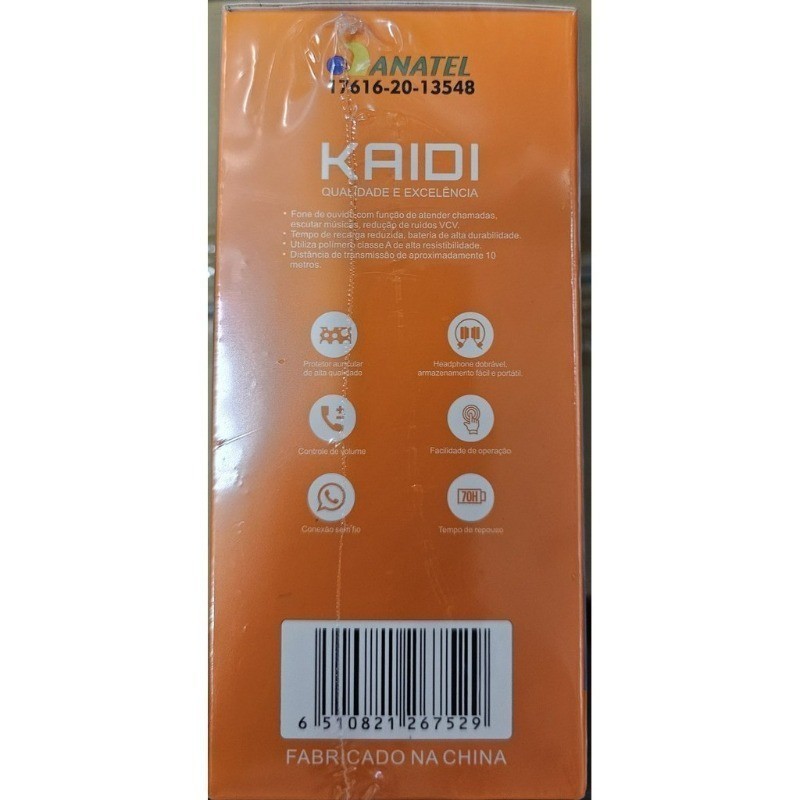 ANATEL
17616-20-13548
KAIDI
QUALIDADE E EXCELÊNCIA
• Fone de ouvido com função de atender chamadas,
escutar músicas, redução de ruídos VCV.
• Tempo de recarga reduzida, bateria de alta durabilidade.
• Utiliza polímero classe A de alta resistibilidade.
• Distância de transmissão de aproximadamente 10
metros.
Protetor auricular
de alta qualidade
Headphone dobrável,
armazenamento fácil e portátil.
Controle de volume
Facilidade de operação
70H
Conexão sem fio
Tempo de repouso
6 510821 267529
FABRICADO NA CHINA